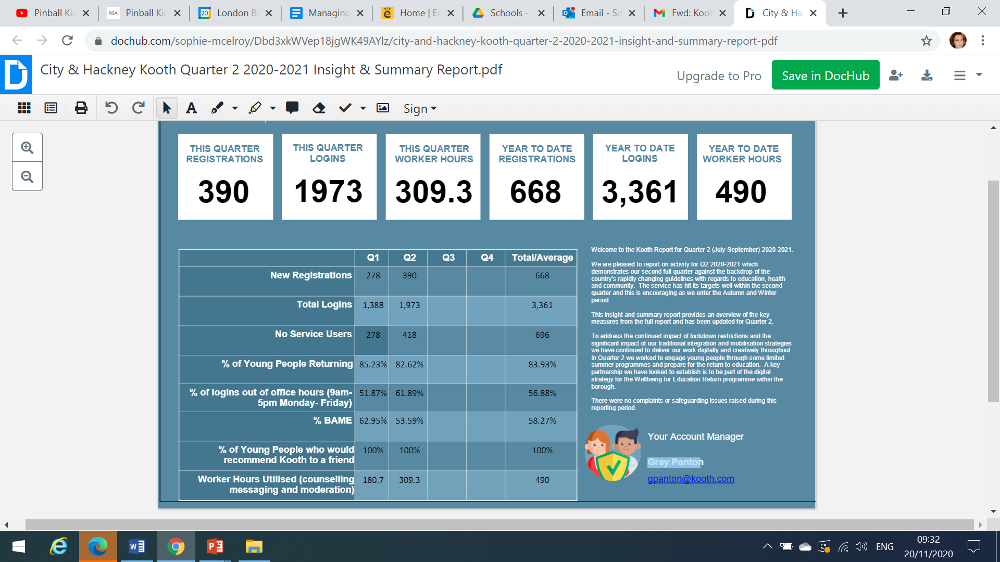 Pinball Kic
RSA
Pinball Kic
20
London Be
Managing
Home | Ec
Schools -
Email - So
Fwd: Koot
City & Ha
dochub.com/sophie-mcelroy/Dbd3xkWVep18jgWK49AYlz/city-and-hackney-kooth-quarter-2-2020-2021-insight-and-summary-report-pdf
City & Hackney Kooth Quarter 2 2020-2021 Insight & Summary Report.pdf
Upgrade to Pro
Save in DocHub
A
Sign
THIS QUARTER
REGISTRATIONS
390
THIS QUARTER
LOGINS
1973
THIS QUARTER
WORKER HOURS
309.3
YEAR TO DATE
REGISTRATIONS
668
YEAR TO DATE
LOGINS
3,361
YEAR TO DATE
WORKER HOURS
490
Q1 Q2 Q3 Q4 Total/Average
New Registrations 278 390 668
Total Logins 1,388 1,973 3,361
No Service Users 278 418 696
% of Young People Returning 85.23% 82.62% 83.93%
% of logins out of office hours (9am-
5pm Monday- Friday) 51.87% 61.89% 56.88%
% BAME 62.95% 53.59% 58.27%
% of Young People who would
recommend Kooth to a friend 100% 100% 100%
Worker Hours Utilised (counselling
messaging and moderation) 180.7 309.3 490
Welcome to the Kooth Report for Quarter 2 (July-September) 2020-2021.
We are pleased to report on activity for Q2 2020-2021 which
demonstrates our second full quarter against the backdrop of the
country's rapidly changing guidelines with regards to education, health
and community. The service has hit its targets well within the second
quarter and this is encouraging as we enter the Autumn and Winter
period.
This insight and summary report provides an overview of the key
measures from the full report and has been updated for Quarter 2.
To address the continued impact of lockdown restrictions and the
significant impact of our traditional integration and mobilisation strategies
we have continued to deliver our work digitally and creatively throughout.
In Quarter 2 we worked to engage young people through some limited
summer programmes and prepare for the return to education. A key
partnership we have looked to establish is to be part of the digital
strategy for the Wellbeing for Education Return programme within the
borough.
There were no complaints or safeguarding issues raised during this
reporting period.
Your Account Manager
Gray Panton
gpanton@kooth.com
ENG
09:32
20/11/2020